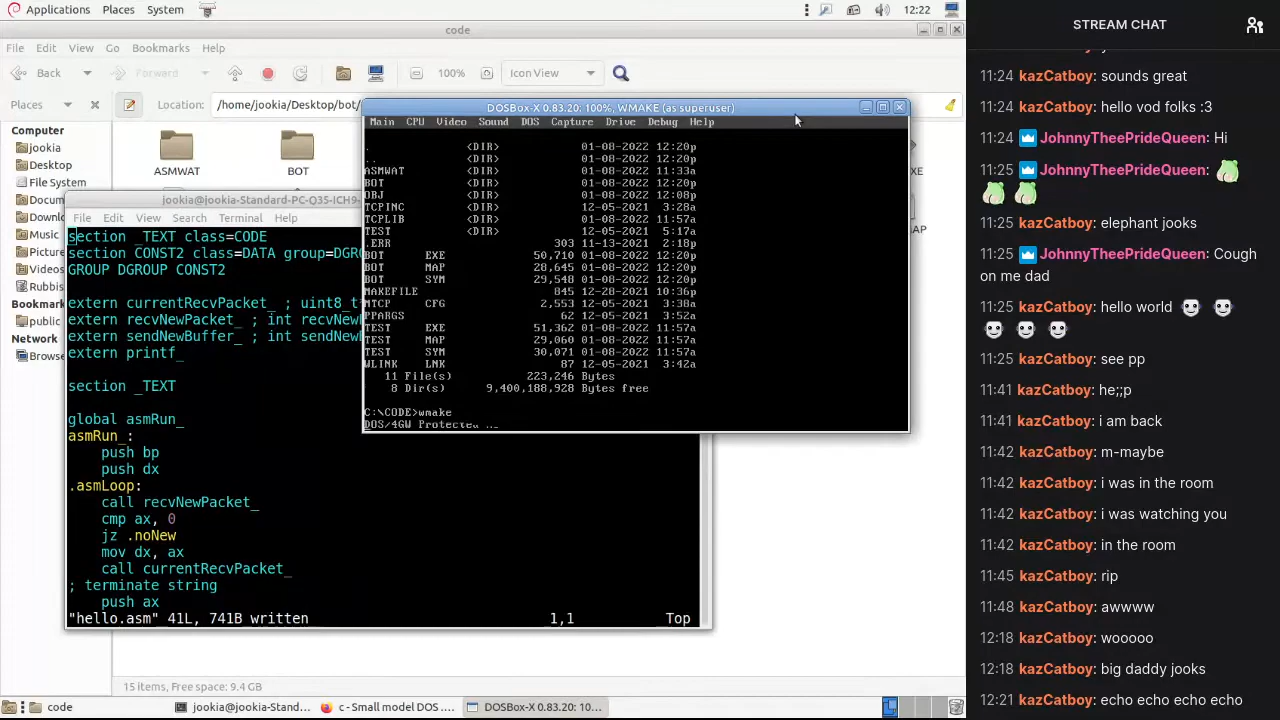 Applications Places System 12:22
code
File Edit View Go Bookmarks Help
Back Forward 100% Icon View
Places Location: /home/jookia/Desktop/bot/
Computer
jookia
Desktop
File System
Docum
Downl
Music
Picture
Videos
Rubbis
Bookmark
public
Network
Browse
ASMWAT BOT
DOSBox-X 0.83.20: 100%, WMAKE (as superuser)
Main CPU Video Sound DOS Capture Drive Debug Help
. <DIR> 01-08-2022 12:20p
.. <DIR> 01-08-2022 12:20p
ASMWAT <DIR> 01-08-2022 11:33a
BOT <DIR> 01-08-2022 12:20p
OBJ <DIR> 01-08-2022 12:08p
TCPINC <DIR> 12-05-2021 3:28a
TCPLIB <DIR> 01-08-2022 11:57a
TEST <DIR> 12-05-2021 5:17a
.ERR 303 11-13-2021 2:18p
BOT EXE 50,710 01-08-2022 12:20p
BOT MAP 28,645 01-08-2022 12:20p
BOT SYM 29,548 01-08-2022 12:20p
MAKEFILE 845 12-28-2021 10:36p
MTCP CFG 2,553 12-05-2021 3:38a
PPARGS 62 12-05-2021 3:52a
TEST EXE 51,362 01-08-2022 11:57a
TEST MAP 29,060 01-08-2022 11:57a
TEST SYM 30,071 01-08-2022 11:57a
WLINK LNK 87 12-05-2021 3:42a
11 File(s) 223,246 Bytes
8 Dir(s) 9,400,188,928 Bytes free
C:\CODE>wmake
DOS/4GW Protected
XE
AP
jookia@jookia-Standard-PC-Q35-ICH9-
File Edit View Search Terminal Help
section _TEXT class=CODE
section CONST2 class=DATA group=DGRO
GROUP DGROUP CONST2
extern currentRecvPacket_ ; uint8_t
extern recvNewPacket_ ; int recvNew
extern sendNewBuffer_ ; int sendNew
extern printf_
section _TEXT
global asmRun_
asmRun_:
push bp
push dx
.asmLoop:
call recvNewPacket_
cmp ax, 0
jz .noNew
mov dx, ax
call currentRecvPacket_
; terminate string
push ax
"hello.asm" 41L, 741B written 1,1 Top
15 items, Free space: 9.4 GB
code jookia@jookia-Stand... c - Small model DOS .... DOSBox-X 0.83.20: 10...
STREAM CHAT
11:24 kazCatboy: sounds great
11:24 kazCatboy: hello vod folks :3
11:24 JohnnyTheePrideQueen: Hi
11:25 JohnnyTheePrideQueen:
11:25 kazCatboy: elephant jooks
11:25 JohnnyTheePrideQueen: Cough
on me dad
11:25 kazCatboy: hello world
11:25 kazCatboy: see pp
11:41 kazCatboy: he;;p
11:41 kazCatboy: i am back
11:42 kazCatboy: m-maybe
11:42 kazCatboy: i was in the room
11:42 kazCatboy: i was watching you
11:42 kazCatboy: in the room
11:45 kazCatboy: rip
11:48 kazCatboy: awwww
12:18 kazCatboy: wooooo
12:18 kazCatboy: big daddy jooks
12:21 kazCatboy: echo echo echo echo